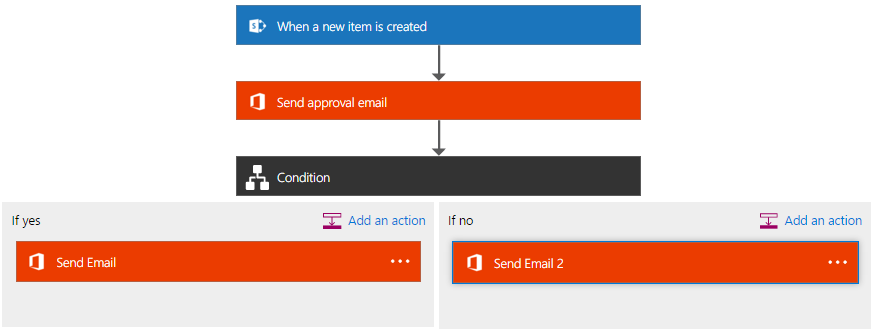 When a new item is created
Send approval email
Condition
If yes
Add an action
If no
Add an action
Send Email
Send Email 2